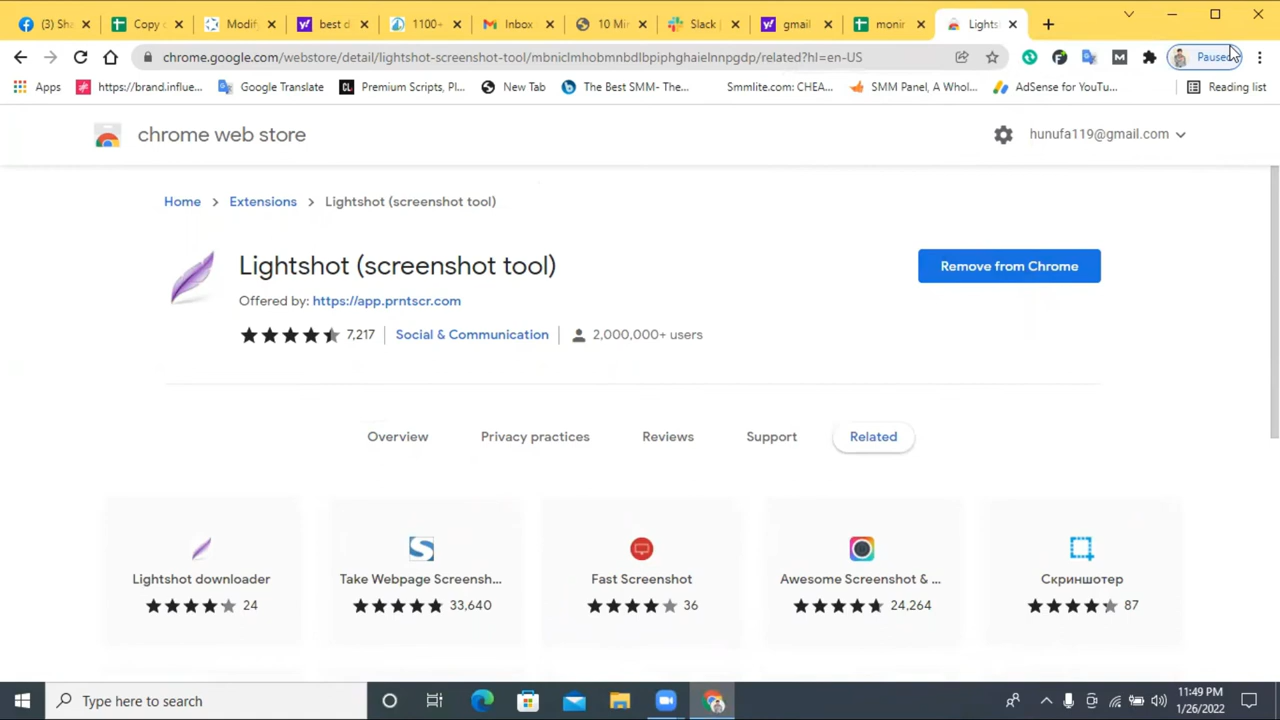 (3) Sha
Copy c
Modif
best d
1100+
Inbox
10 Mi
Slack
gmail
monir
Lights
chrome.google.com/webstore/detail/lightshot-screenshot-tool/mbniclmhobmnbdlbpiphghaielnnpgdp/related?hl=en-US
Paused
Apps
https://brand.influe...
Google Translate
Premium Scripts, Pl...
New Tab
The Best SMM- The...
Smmlite.com: CHEA...
SMM Panel, A Whol...
AdSense for YouTu...
Reading list
chrome web store
hunufa119@gmail.com
Home > Extensions > Lightshot (screenshot tool)
Lightshot (screenshot tool)
Remove from Chrome
Offered by: https://app.prntscr.com
7,217
Social & Communication
2,000,000+ users
Overview
Privacy practices
Reviews
Support
Related
Lightshot downloader
Take Webpage Screensh...
Fast Screenshot
Awesome Screenshot & ...
Скриншотер
24
33,640
36
24,264
87
Type here to search
11:49 PM
1/26/2022